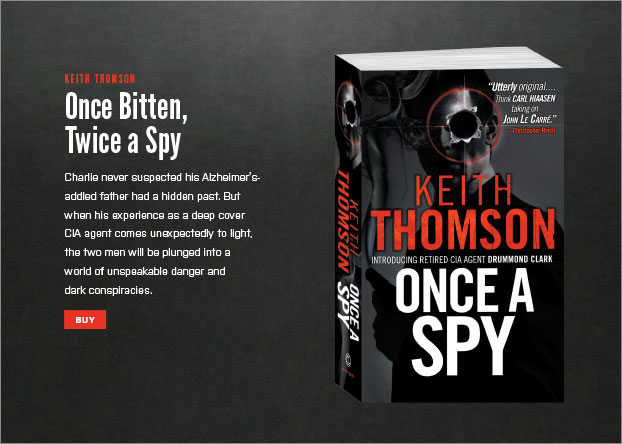 KEITH THOMSON
Once Bitten,
Twice a Spy
Charlie never suspected his Alzheimer's-
addled father had a hidden past. But
when his experience as a deep cover
CIA agent comes unexpectedly to light,
the two men will be plunged into a
world of unspeakable danger and
dark conspiracies.
BUY
KEITH
THOMSON
ONCE A
SPY
"Utterly original....
Think CARL HIAASEN
taking on
JOHN LE CARRÉ."
KEITH
THOMSON
INTRODUCING RETIRED CIA AGENT DRUMMOND CLARK
ONCE A
SPY